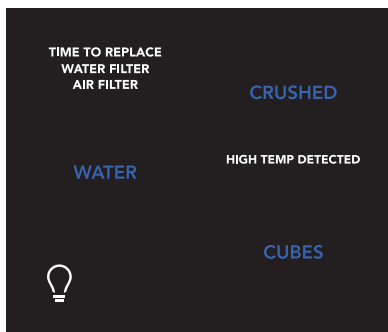 TIME TO REPLACE
WATER FILTER
AIR FILTER
CRUSHED
WATER
HIGH TEMP DETECTED
CUBES